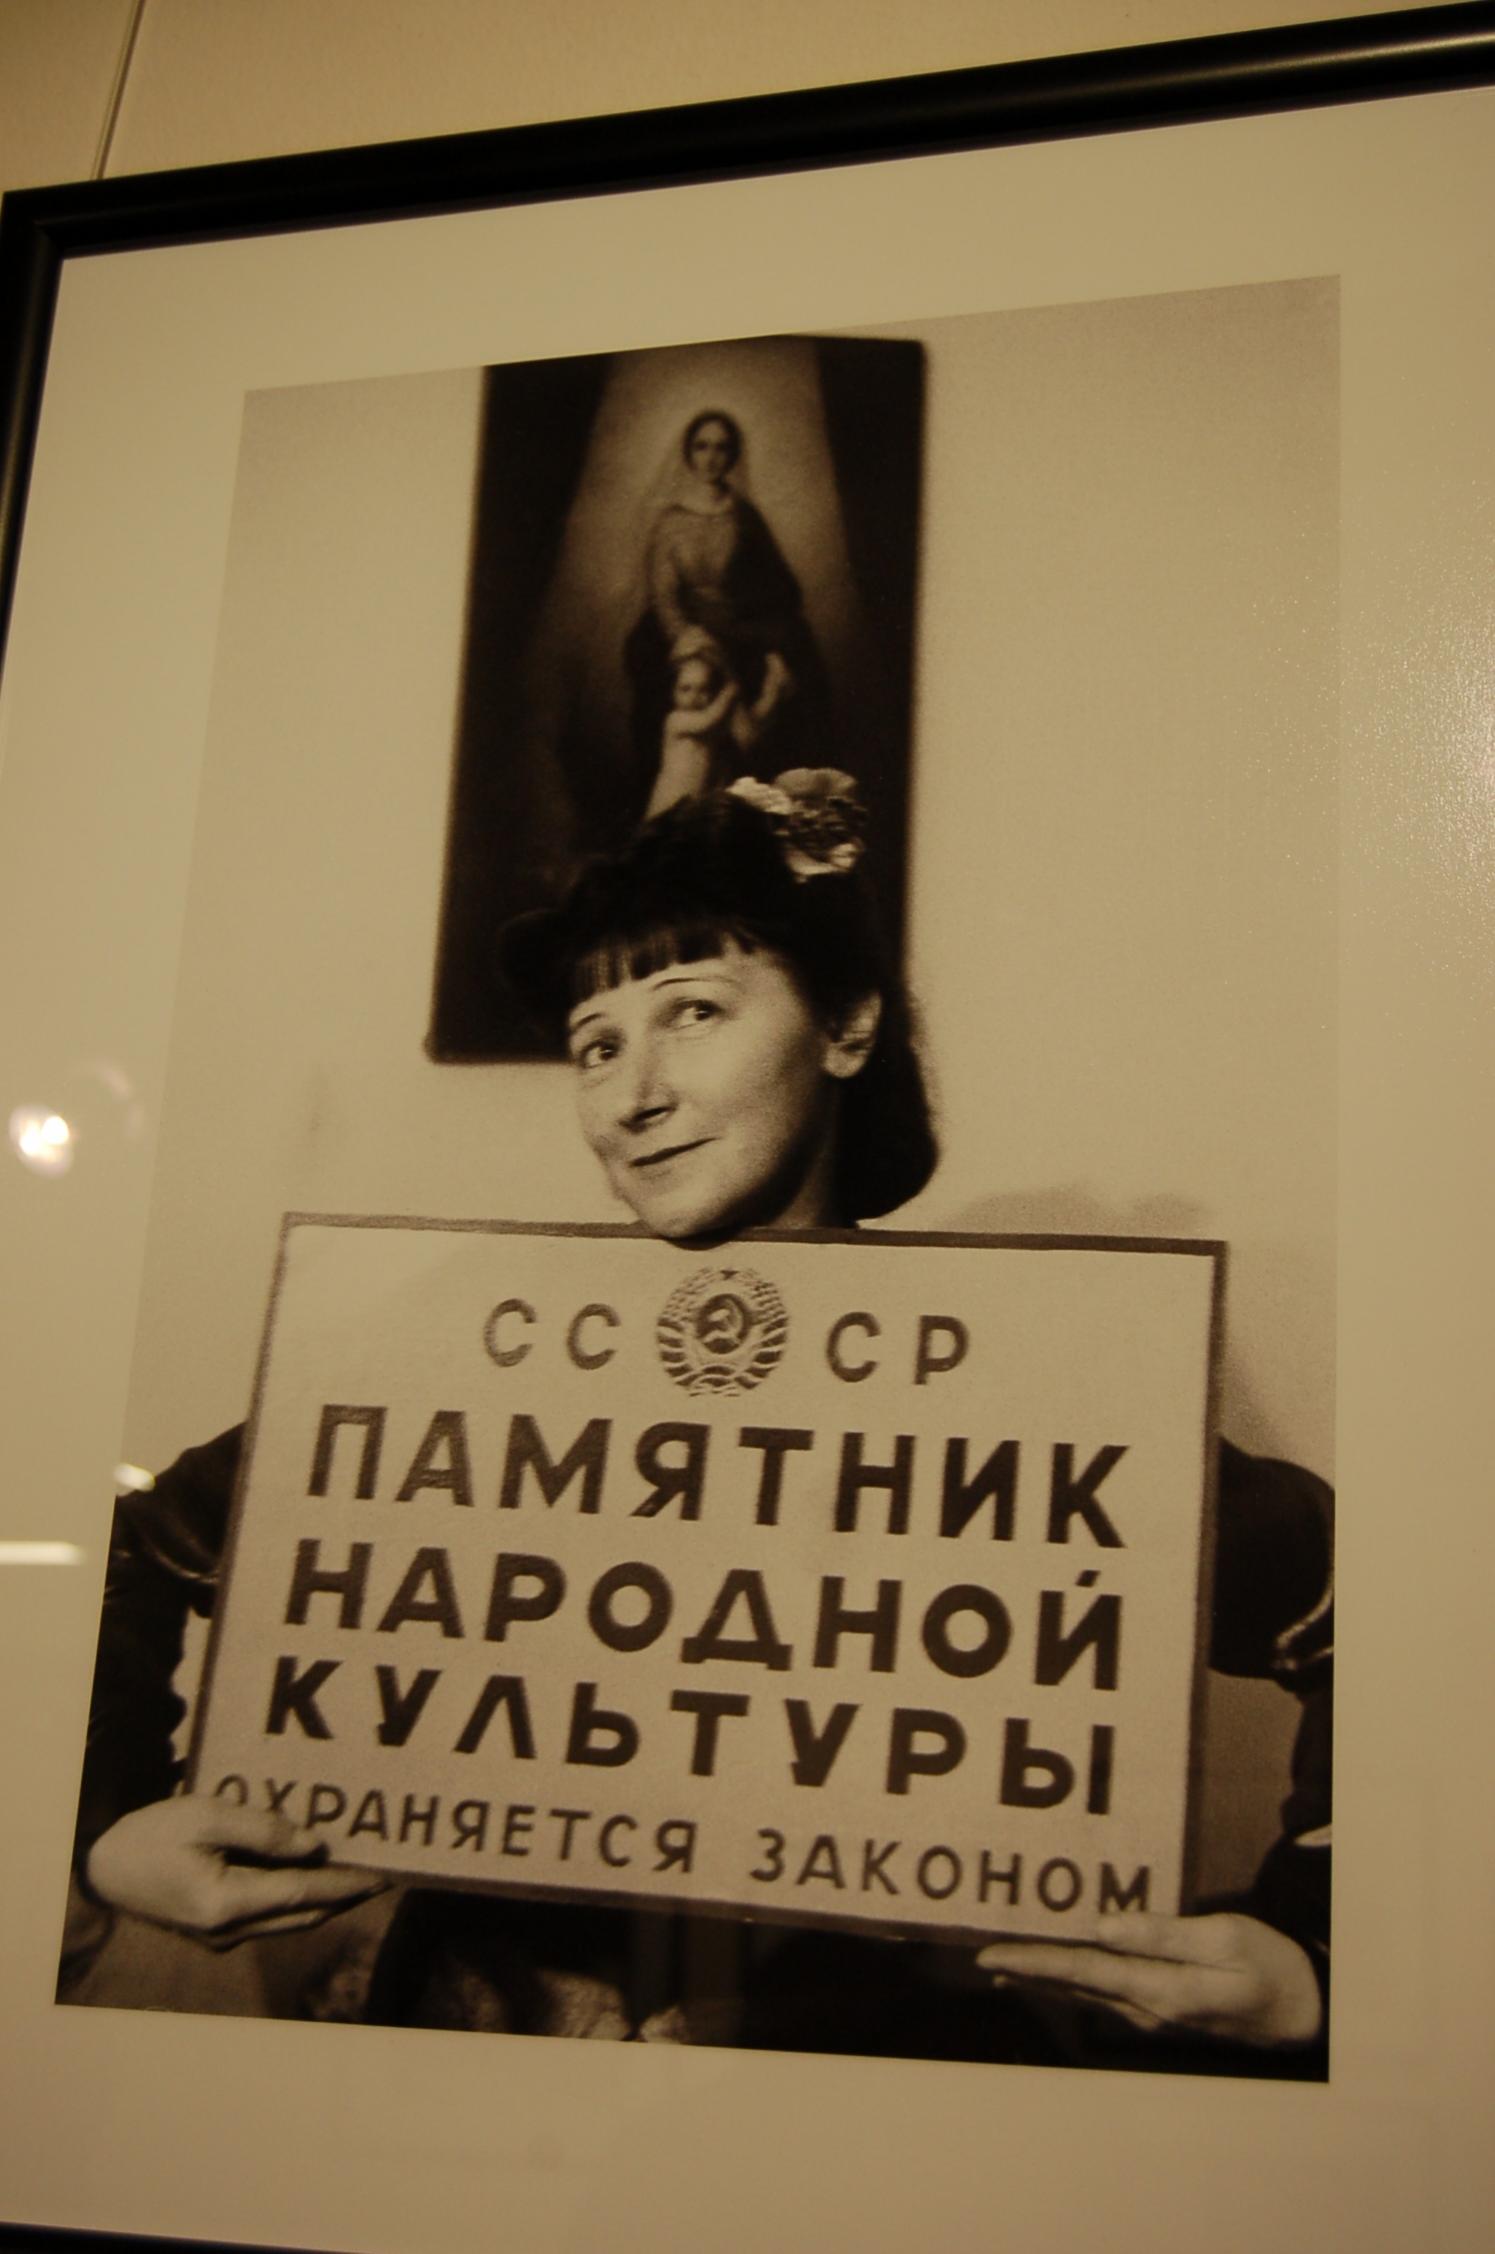 СС СР
ПАМЯТНИК
НАРОДНОЙ
КУЛЬТУРЫ
ОХРАНЯЕТСЯ ЗАКОНОМ